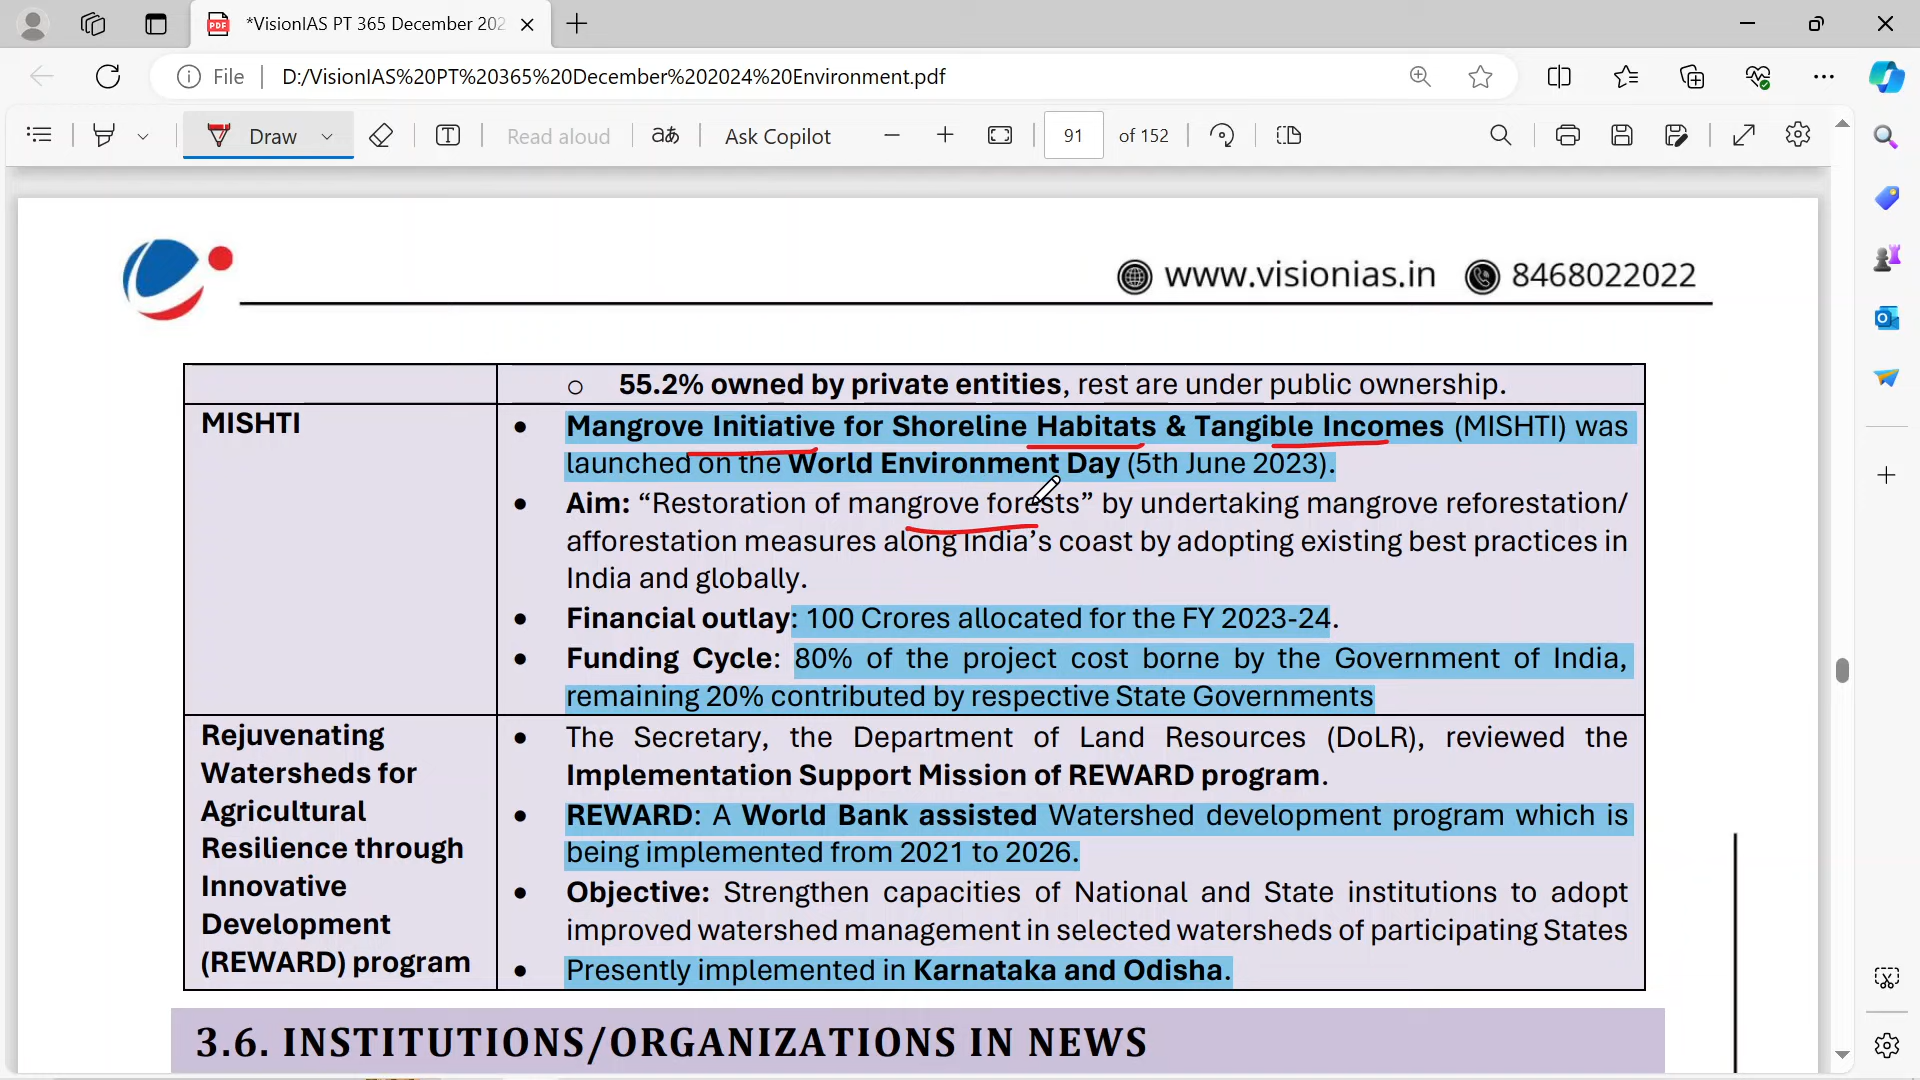 *VisionIAS PT 365 December 202
File
D:/VisionIAS%20PT%20365%20December%202024%20Environment.pdf
Draw
Read aloud
aあ
Ask Copilot
91
of 152
www.visionias.in
8468022022
o 55.2% owned by private entities, rest are under public ownership.
MISHTI
• Mangrove Initiative for Shoreline Habitats & Tangible Incomes (MISHTI) was
launched on the World Environment Day (5th June 2023).
• Aim: “Restoration of mangrove forests” by undertaking mangrove reforestation/
afforestation measures along India’s coast by adopting existing best practices in
India and globally.
• Financial outlay: 100 Crores allocated for the FY 2023-24.
• Funding Cycle: 80% of the project cost borne by the Government of India,
remaining 20% contributed by respective State Governments
Rejuvenating
Watersheds for
Agricultural
Resilience through
Innovative
Development
(REWARD) program
• The Secretary, the Department of Land Resources (DoLR), reviewed the
Implementation Support Mission of REWARD program.
• REWARD: A World Bank assisted Watershed development program which is
being implemented from 2021 to 2026.
• Objective: Strengthen capacities of National and State institutions to adopt
improved watershed management in selected watersheds of participating States
• Presently implemented in Karnataka and Odisha.
3.6. INSTITUTIONS/ORGANIZATIONS IN NEWS